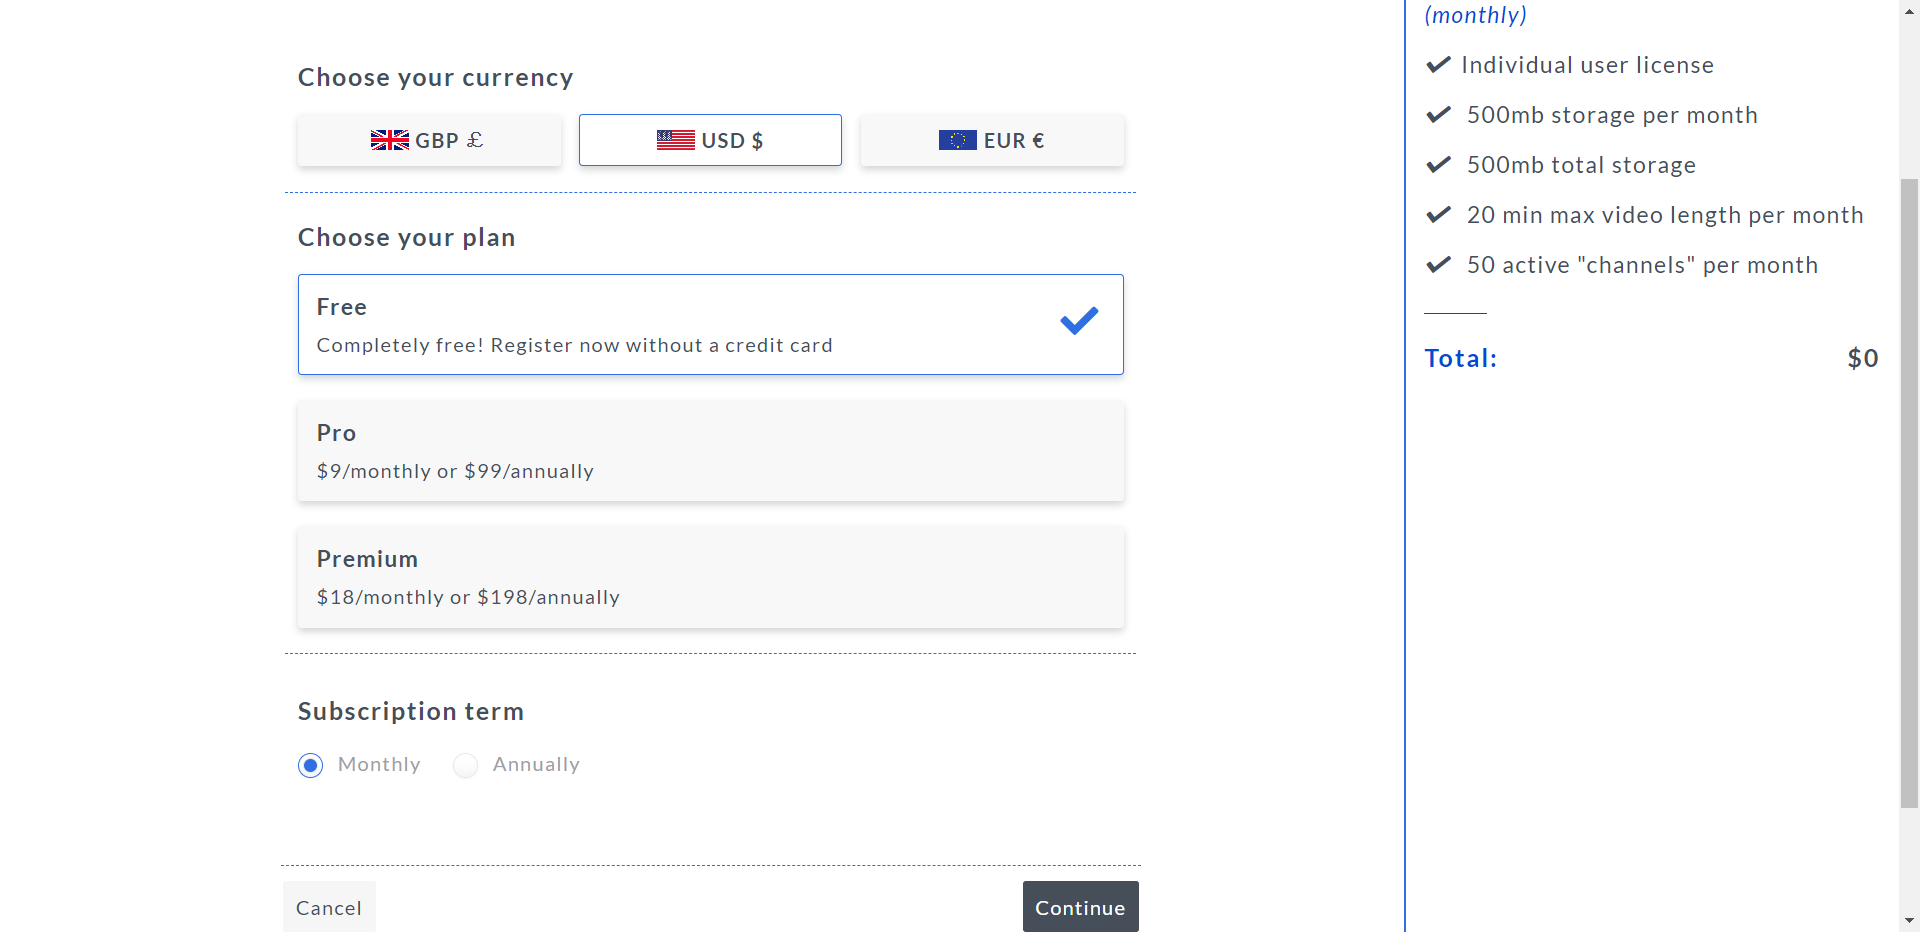 Choose your currency
GBP £
USD $
EUR €
Choose your plan
Free
Completely free! Register now without a credit card
Pro
$9/monthly or $99/annually
Premium
$18/monthly or $198/annually
Subscription term
Monthly
Annually
Cancel
Continue
(monthly)
Individual user license
500mb storage per month
500mb total storage
20 min max video length per month
50 active "channels" per month
Total: $0